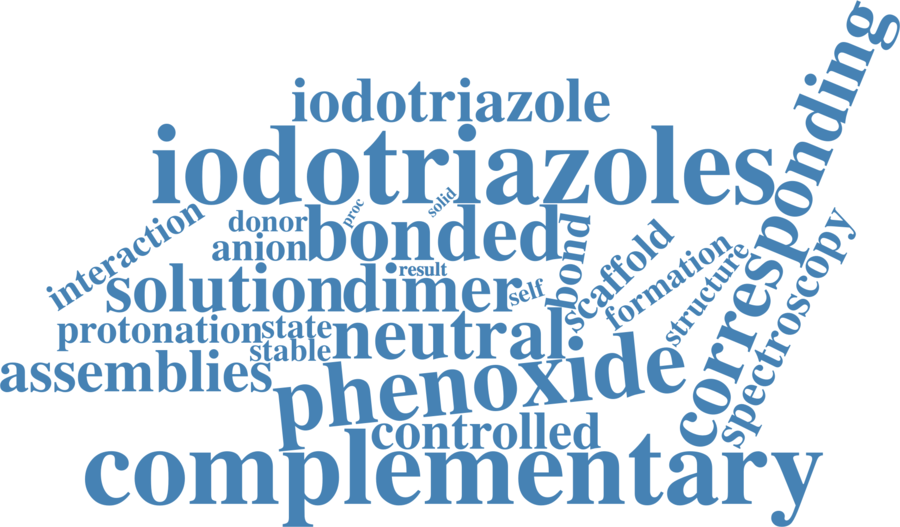 iodotriazole
iodotriazoles
corresponding
interaction
donor
proc
solid
anion
bonded
bond
scaffold
formation
structure
spectroscopy
solution
dimer
result
self
protonation
state
stable
neutral
assemblies
phenoxide
controlled
complementary